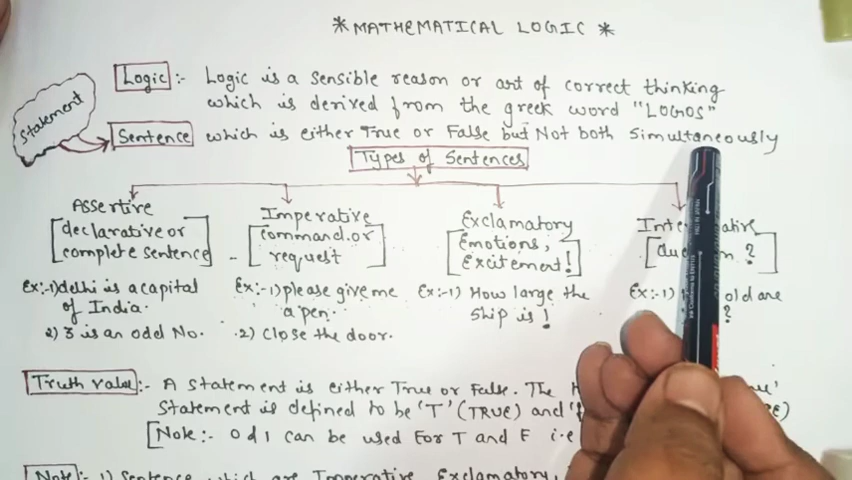 *MATHEMATICAL LOGIC *
Logic :- Logic is a sensible reason or art of correct thinking
which is derived from the greek word "LOGOS"
Statement
Sentence which is either True or False but Not both simultaneously
Types of Sentences
Assertive
[declarative or
complete sentence]
Ex:-1) delhi is a capital
of India.
2) 3 is an odd No.
Imperative
[command.or
request]
Ex:-1) please give me
a pen.
2) Close the door.
Exclamatory
[Emotions,
Excitement!]
Ex:-1) How large the
ship is !
?
Ex:-1) old are
?
Truth value :- A statement is either True or False. The
Statement is defined to be 'T' (TRUE) and
[Note:- 0 d 1 can be used For T and F i.e
Note:- 1) Sentence which are Imperative Exclamatory,